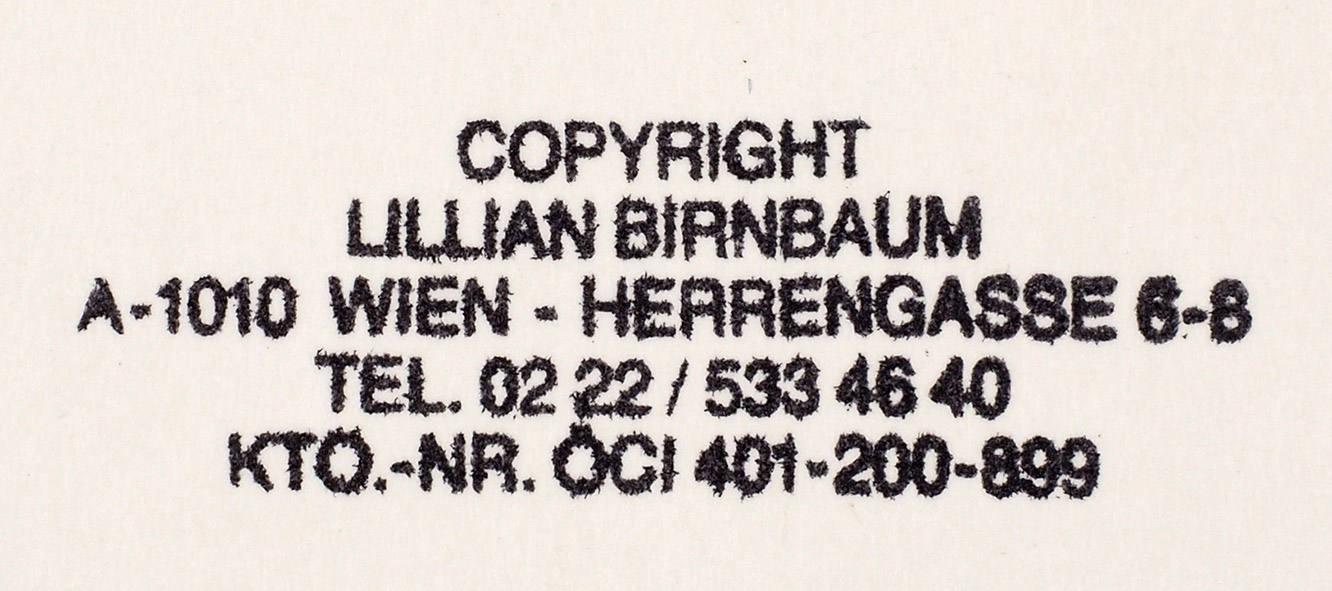 COPYRIGHT
LILLIAN BIRNBAUM
A-1010 WIEN - HERRENGASSE 6-8
TEL. 02 22 / 533 46 40
KTO.-NR. ÖCI 401-200-899